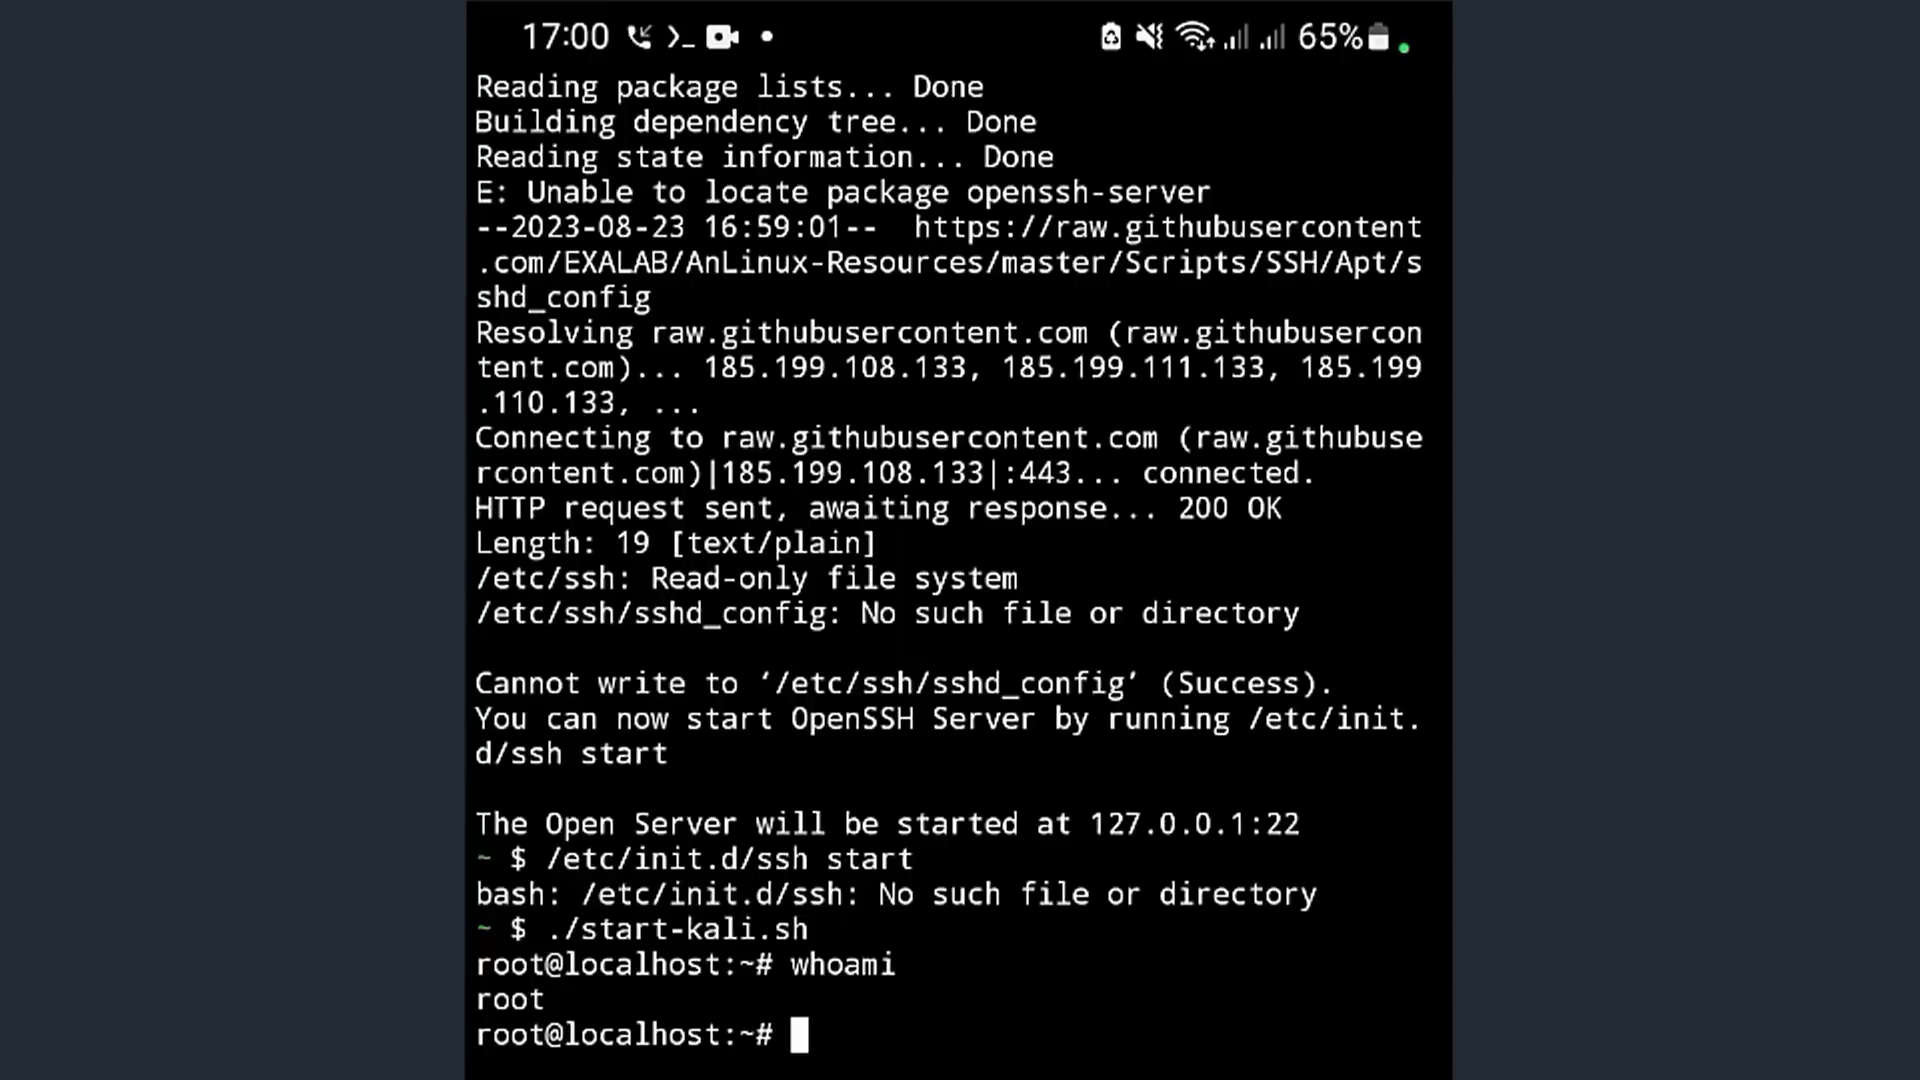 17:00 65%
Reading package lists... Done
Building dependency tree... Done
Reading state information... Done
E: Unable to locate package openssh-server
--2023-08-23 16:59:01--  https://raw.githubusercontent
.com/EXALAB/AnLinux-Resources/master/Scripts/SSH/Apt/s
shd_config
Resolving raw.githubusercontent.com (raw.githubusercon
tent.com)... 185.199.108.133, 185.199.111.133, 185.199
.110.133, ...
Connecting to raw.githubusercontent.com (raw.githubuse
rcontent.com)|185.199.108.133|:443... connected.
HTTP request sent, awaiting response... 200 OK
Length: 19 [text/plain]
/etc/ssh: Read-only file system
/etc/ssh/sshd_config: No such file or directory
Cannot write to ‘/etc/ssh/sshd_config’ (Success).
You can now start OpenSSH Server by running /etc/init.
d/ssh start
The Open Server will be started at 127.0.0.1:22
~ $ /etc/init.d/ssh start
bash: /etc/init.d/ssh: No such file or directory
~ $ ./start-kali.sh
root@localhost:~# whoami
root
root@localhost:~#